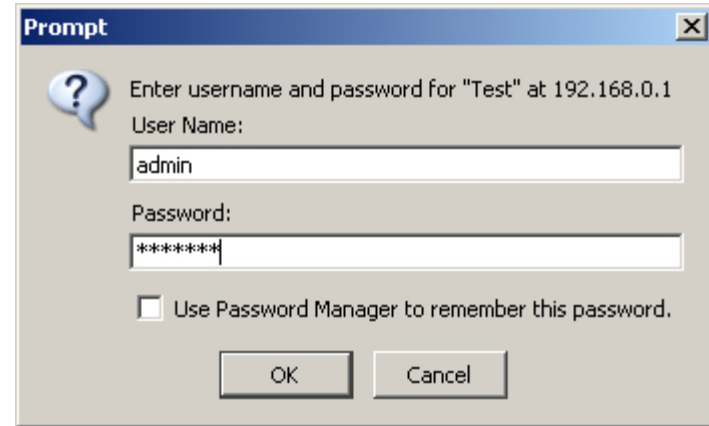 Prompt
Enter username and password for "Test" at 192.168.0.1
User Name:
admin
Password:
*******
Use Password Manager to remember this password.
OK
Cancel